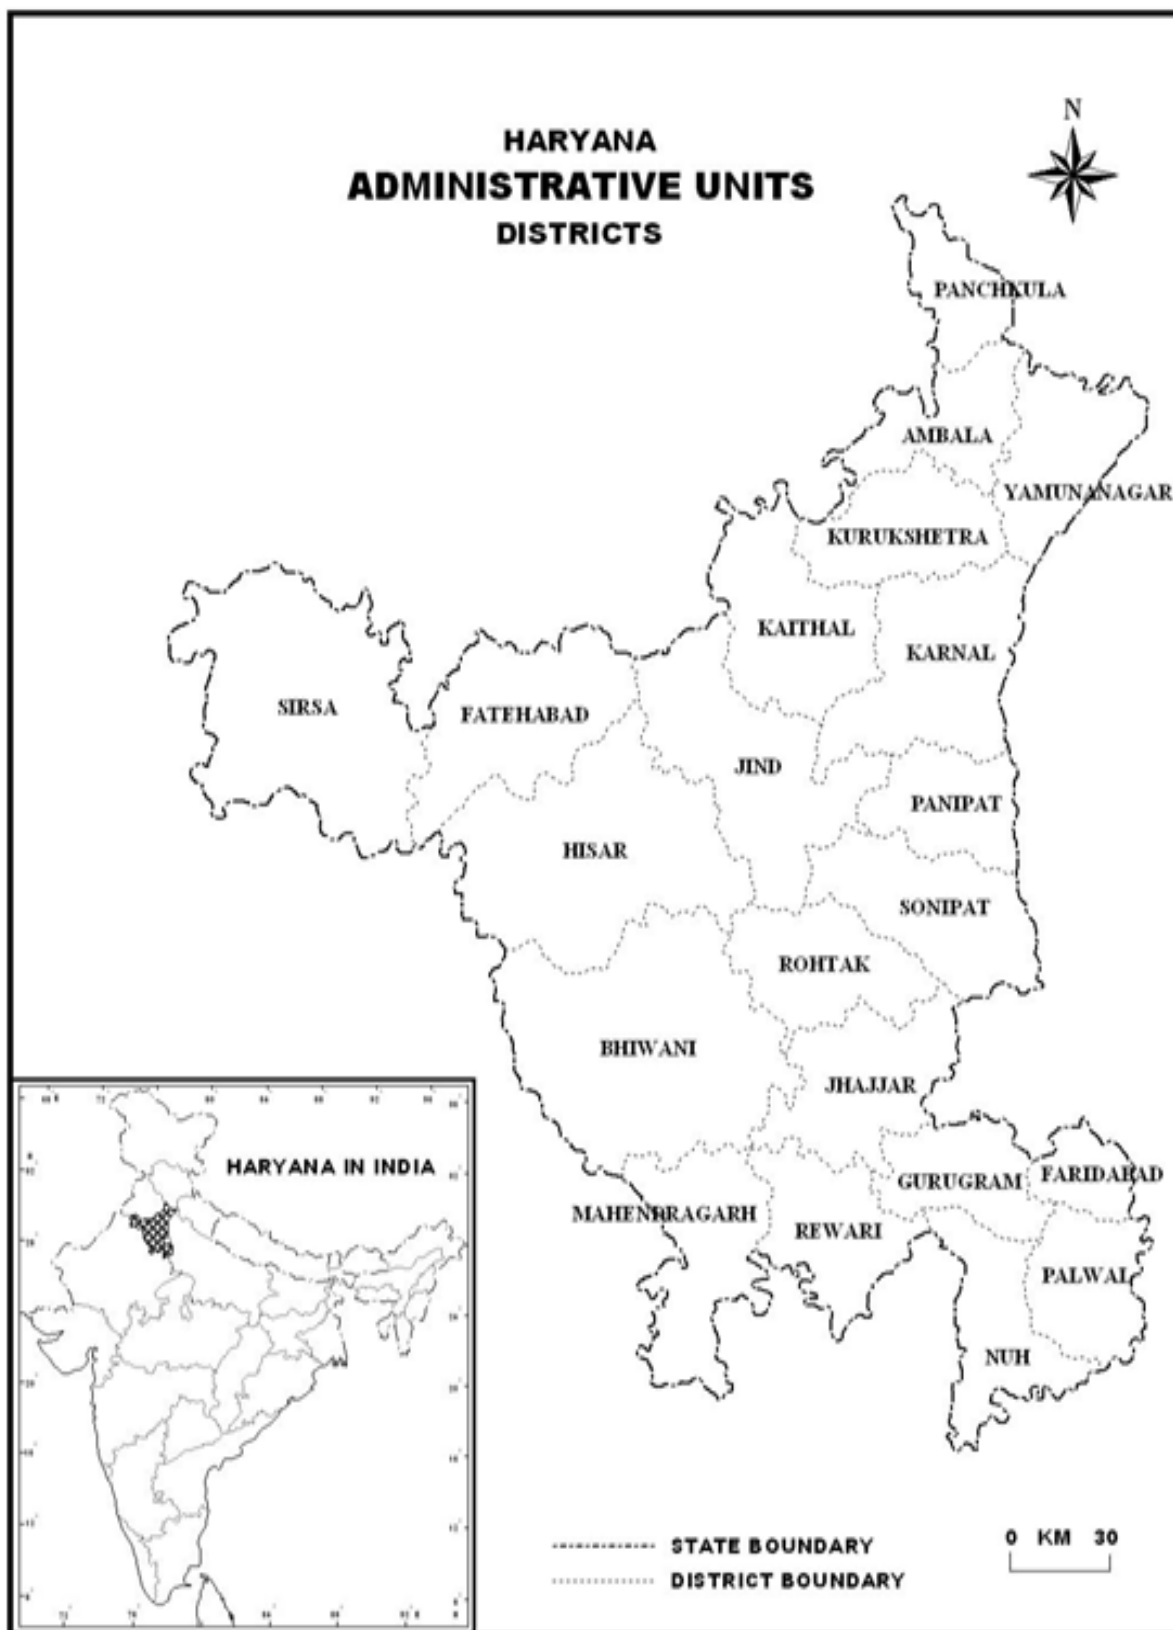 HARYANA
ADMINISTRATIVE UNITS
DISTRICTS
N
PANCHKULA
AMBALA
YAMUNANAGAR
KURUKSHETRA
KAITHAL
KARNAL
SIRSA
FATEHABAD
JIND
PANIPAT
HISAR
SONIPAT
ROHTAK
BHIWANI
JHAJJAR
HARYANA IN INDIA
GURUGRAM
FARIDABAD
MAHENDRAGARH
REWARI
PALWAL
NUH
STATE BOUNDARY
DISTRICT BOUNDARY
0 KM 30